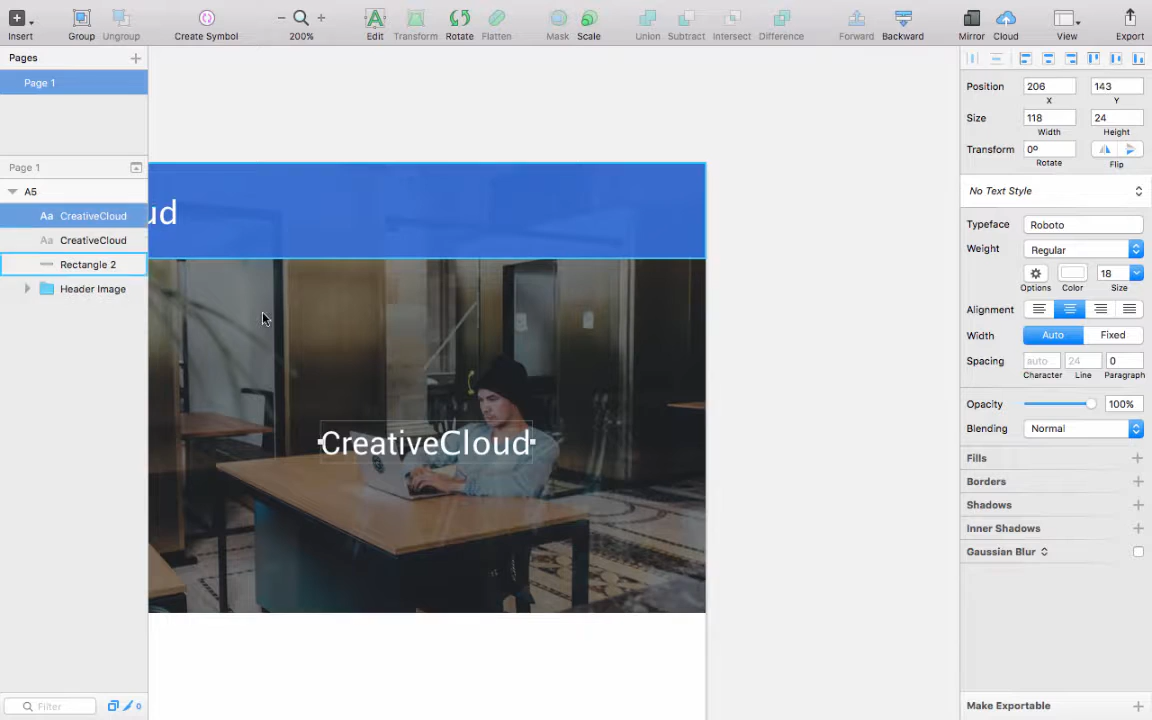 Insert
Group
Ungroup
Create Symbol
200%
Edit
Transform
Rotate
Flatten
Mask
Scale
Union
Subtract
Intersect
Difference
Forward
Backward
Mirror
Cloud
View
Export
Pages
Page 1
Page 1
A5
Aa CreativeCloud
Aa CreativeCloud
Rectangle 2
Header Image
Filter
0
ud
CreativeCloud
Position 206 143
X Y
Size 118 24
Width Height
Transform 0º
Rotate Flip
No Text Style
Typeface Roboto
Weight Regular
18
Options Color Size
Alignment
Width Auto Fixed
Spacing auto 24 0
Character Line Paragraph
Opacity 100%
Blending Normal
Fills
Borders
Shadows
Inner Shadows
Gaussian Blur
Make Exportable